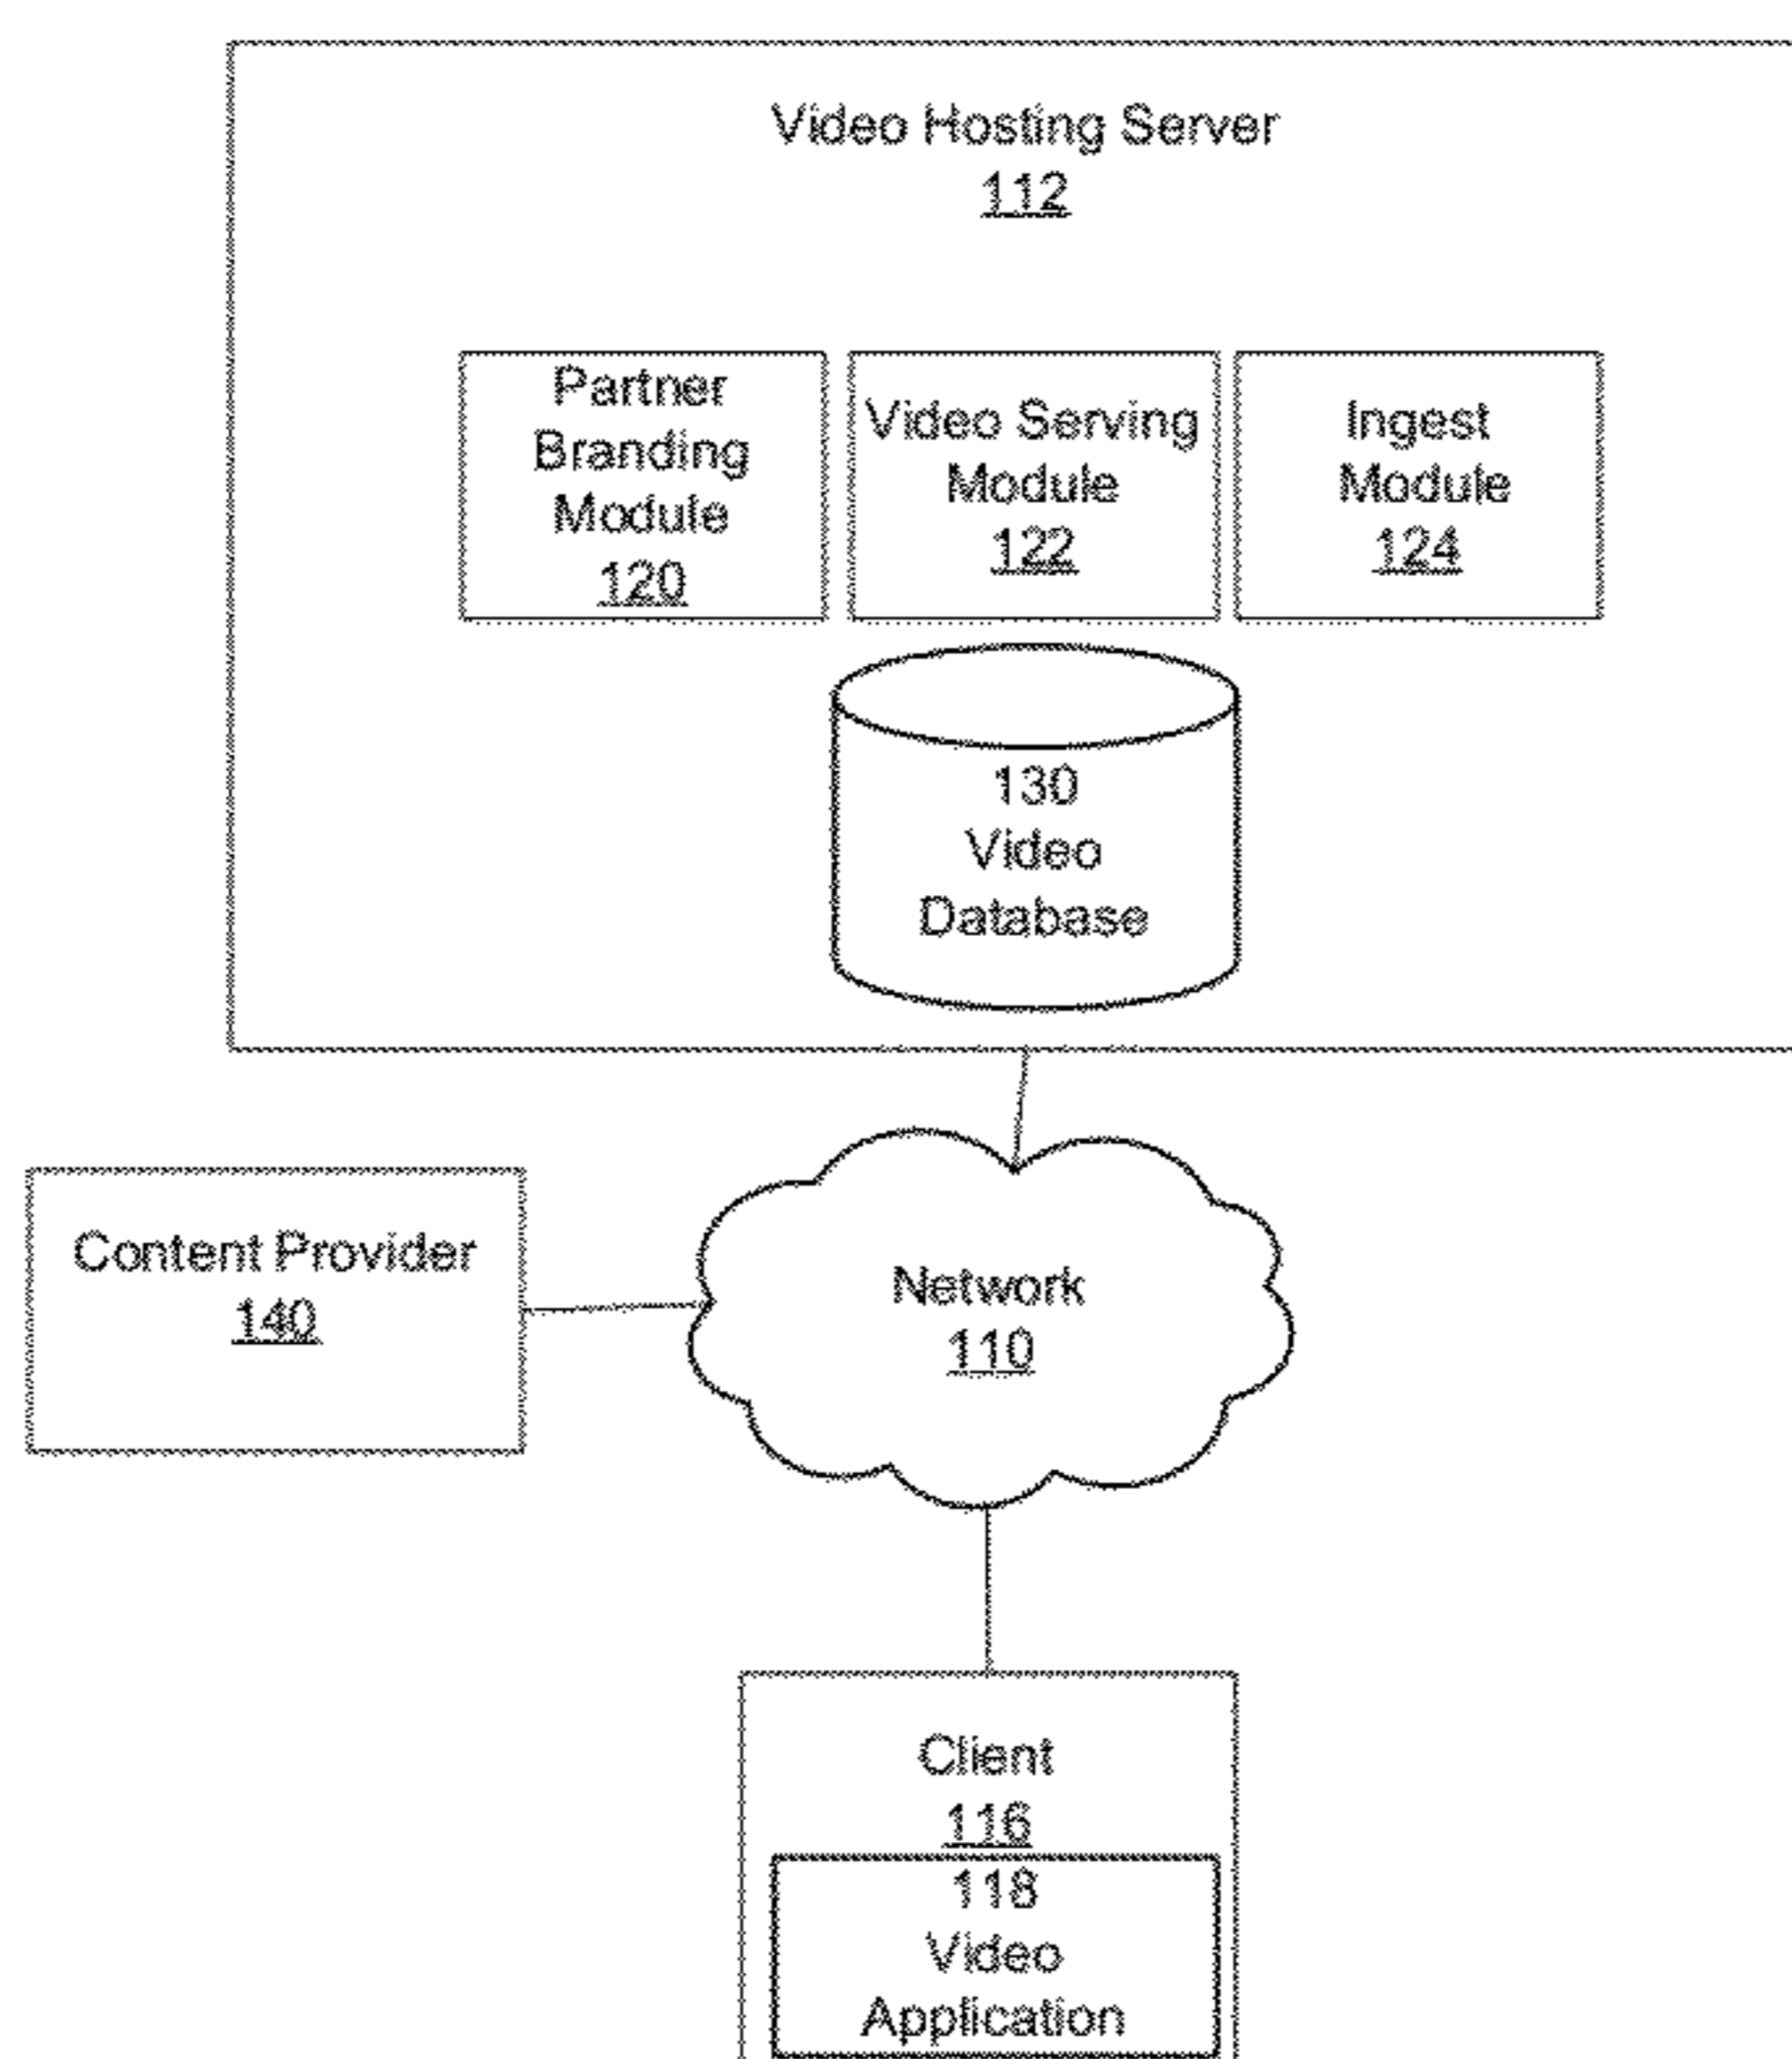 Video Hosting Server
112
Partner
Branding
Module
120
Video Serving
Module
122
Ingest
Module
124
130
Video
Database
Content Provider
140
Network
110
Client
116
118
Video
Application